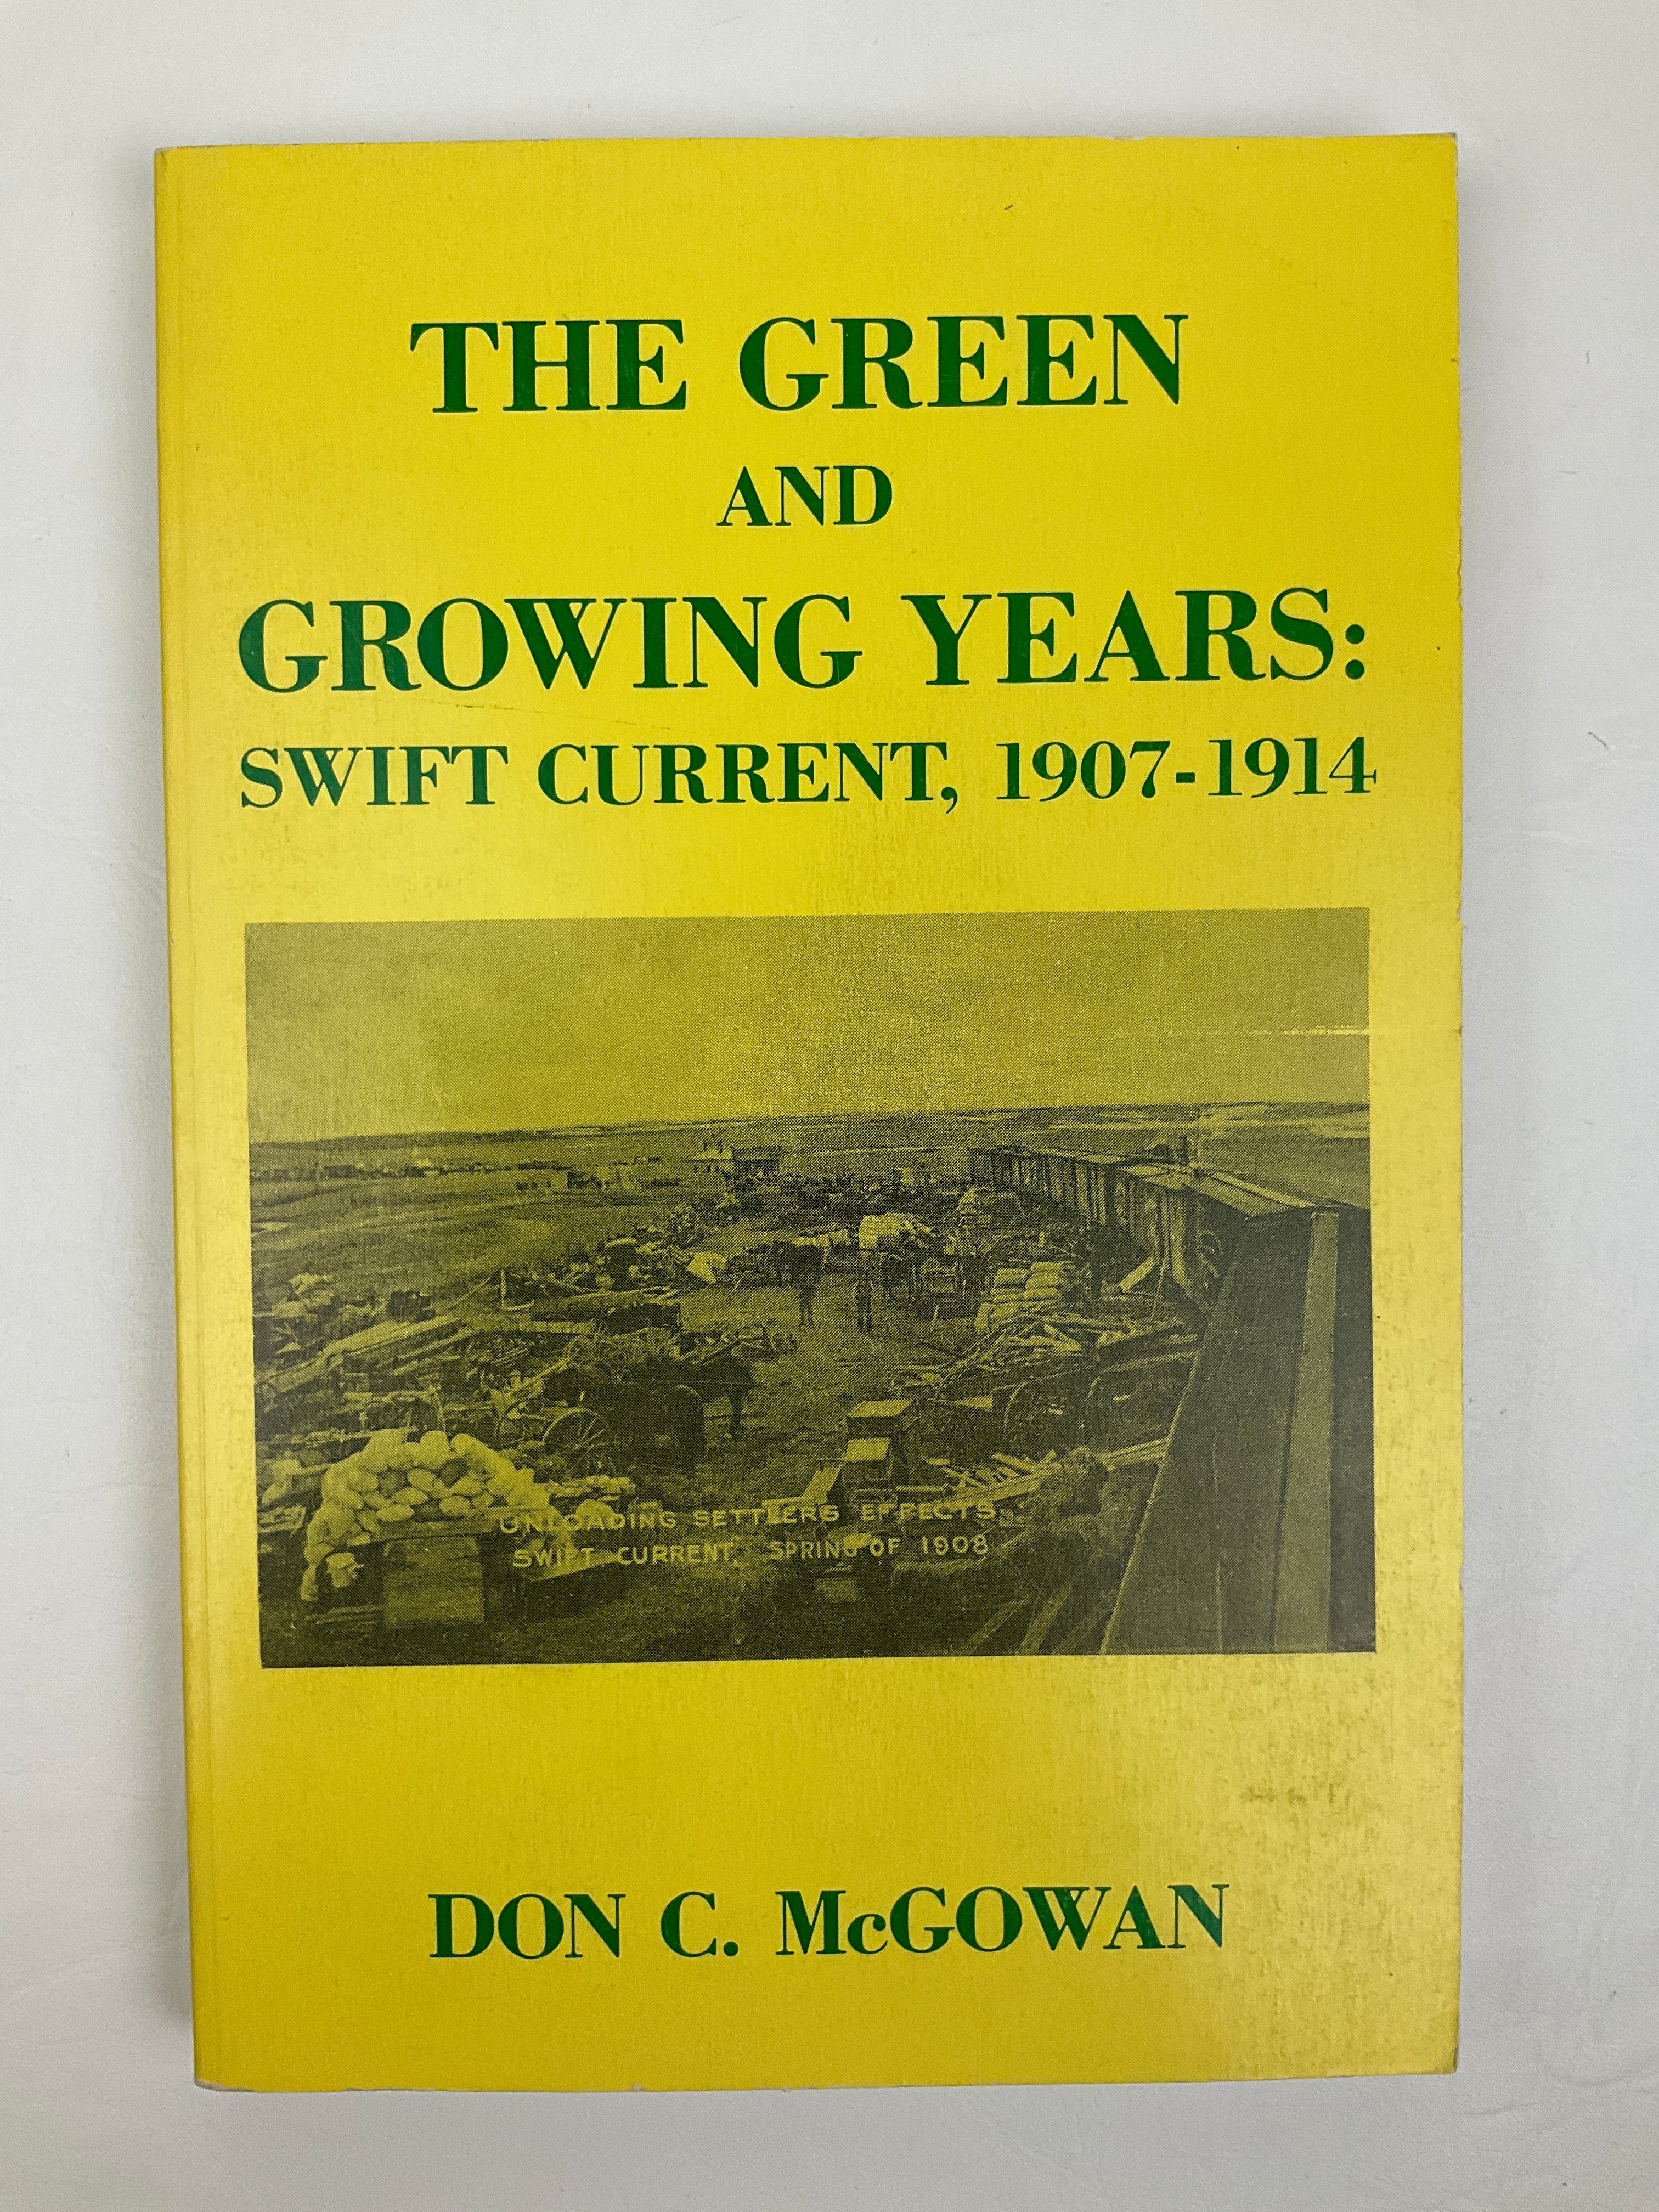 THE GREEN
AND
GROWING YEARS:
SWIFT CURRENT, 1907-1914
UNLOADING SETTLERS EFFECTS
SWIFT CURRENT, SPRING OF 1908
DON C. McGOWAN